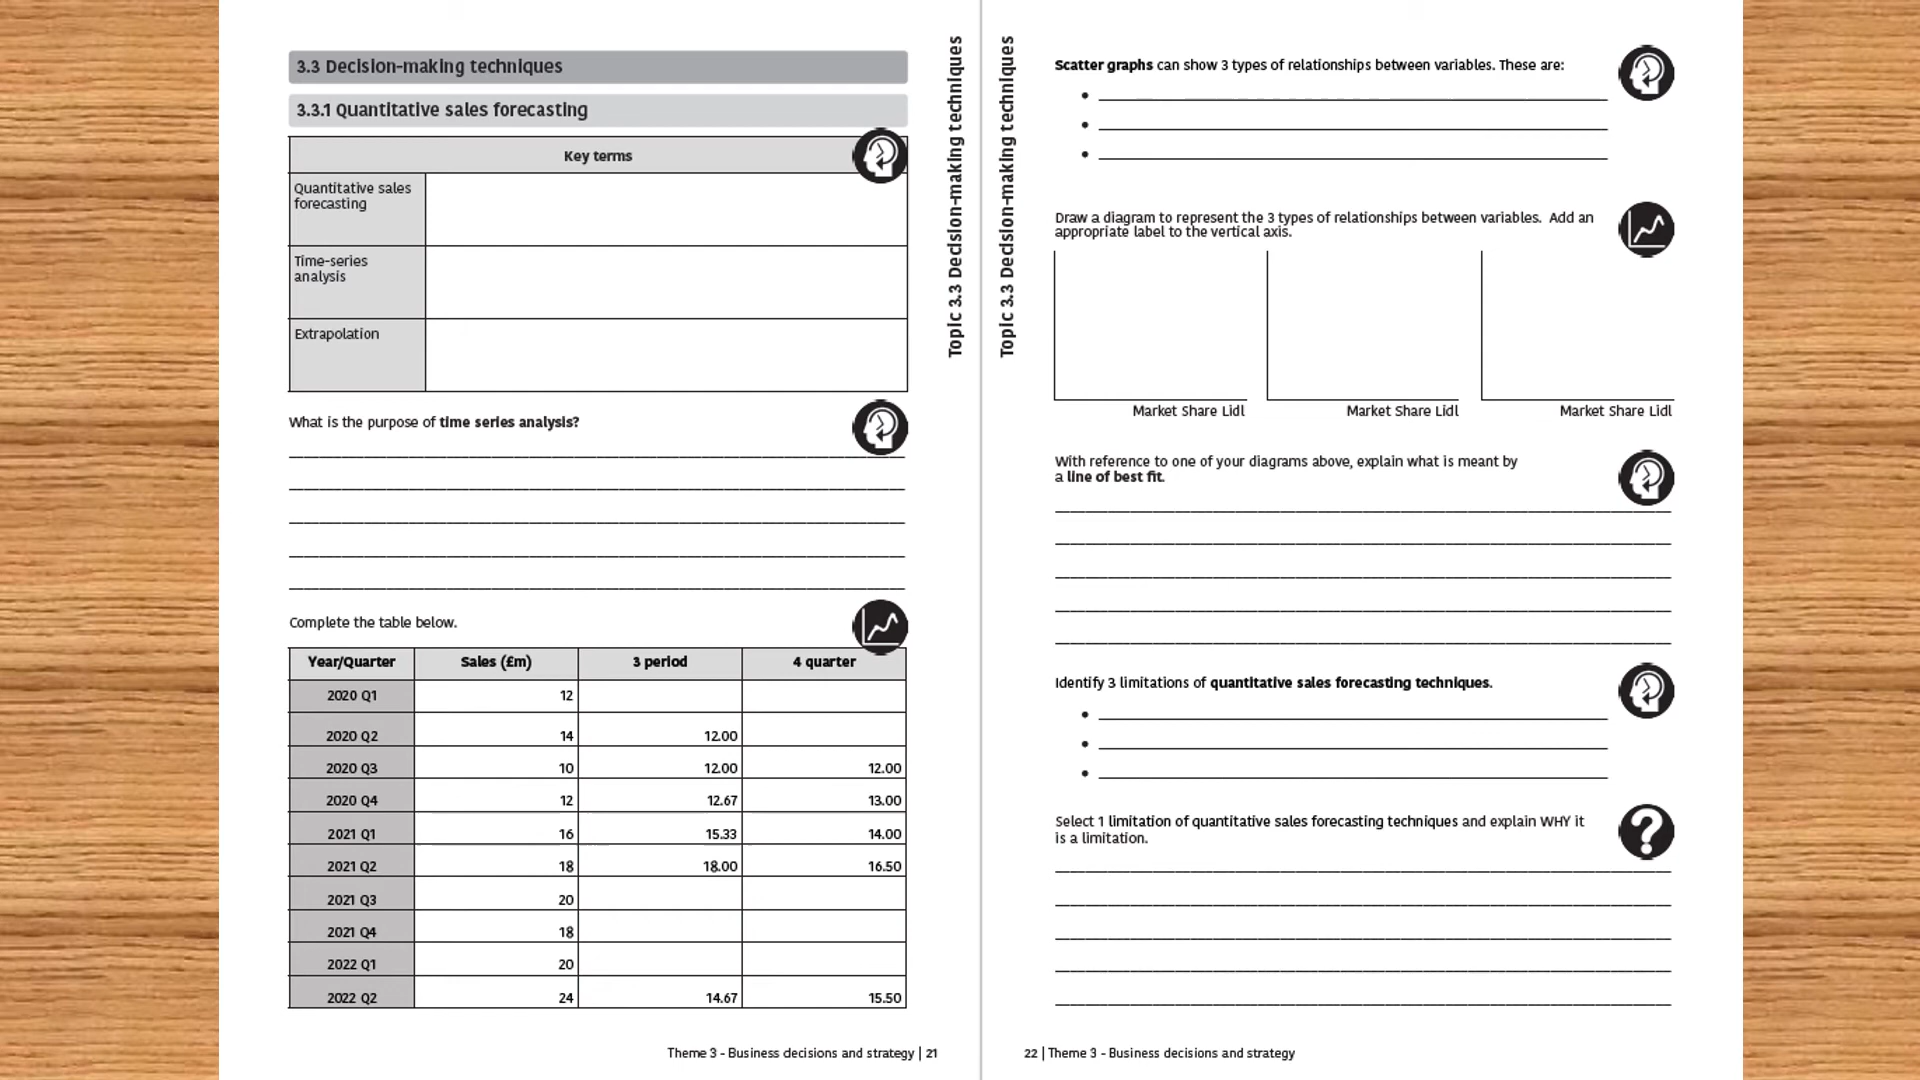 3.3 Decision-making techniques
3.3.1 Quantitative sales forecasting
Key terms
Quantitative sales
forecasting
Time-series
analysis
Extrapolation
What is the purpose of time series analysis?
Complete the table below.
Year/Quarter Sales (£m) 3 period 4 quarter
2020 Q1 12
2020 Q2 14 12.00
2020 Q3 10 12.00 12.00
2020 Q4 12 12.67 13.00
2021 Q1 16 15.33 14.00
2021 Q2 18 18.00 16.50
2021 Q3 20
2021 Q4 18
2022 Q1 20
2022 Q2 24 14.67 15.50
Theme 3 - Business decisions and strategy | 21
Topic 3.3 Decision-making techniques
Topic 3.3 Decision-making techniques
Scatter graphs can show 3 types of relationships between variables. These are:
Draw a diagram to represent the 3 types of relationships between variables. Add an
appropriate label to the vertical axis.
Market Share Lidl Market Share Lidl Market Share Lidl
With reference to one of your diagrams above, explain what is meant by
a line of best fit.
Identify 3 limitations of quantitative sales forecasting techniques.
Select 1 limitation of quantitative sales forecasting techniques and explain WHY it
is a limitation.
22 | Theme 3 - Business decisions and strategy